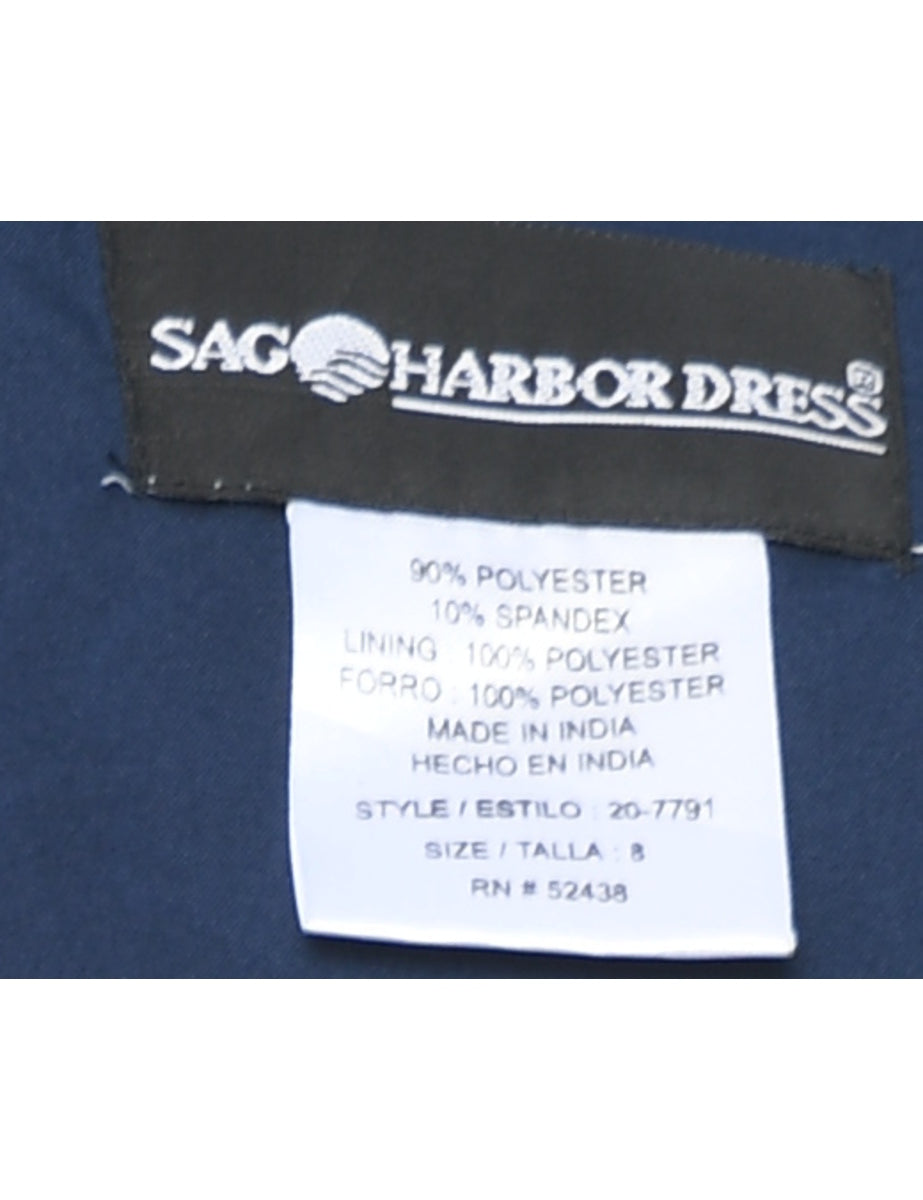 SAG HARBOR DRESS®
90% POLYESTER
10% SPANDEX
LINING : 100% POLYESTER
FORRO : 100% POLYESTER
MADE IN INDIA
HECHO EN INDIA
STYLE / ESTILO : 20-7791
SIZE / TALLA : 8
RN # 52438